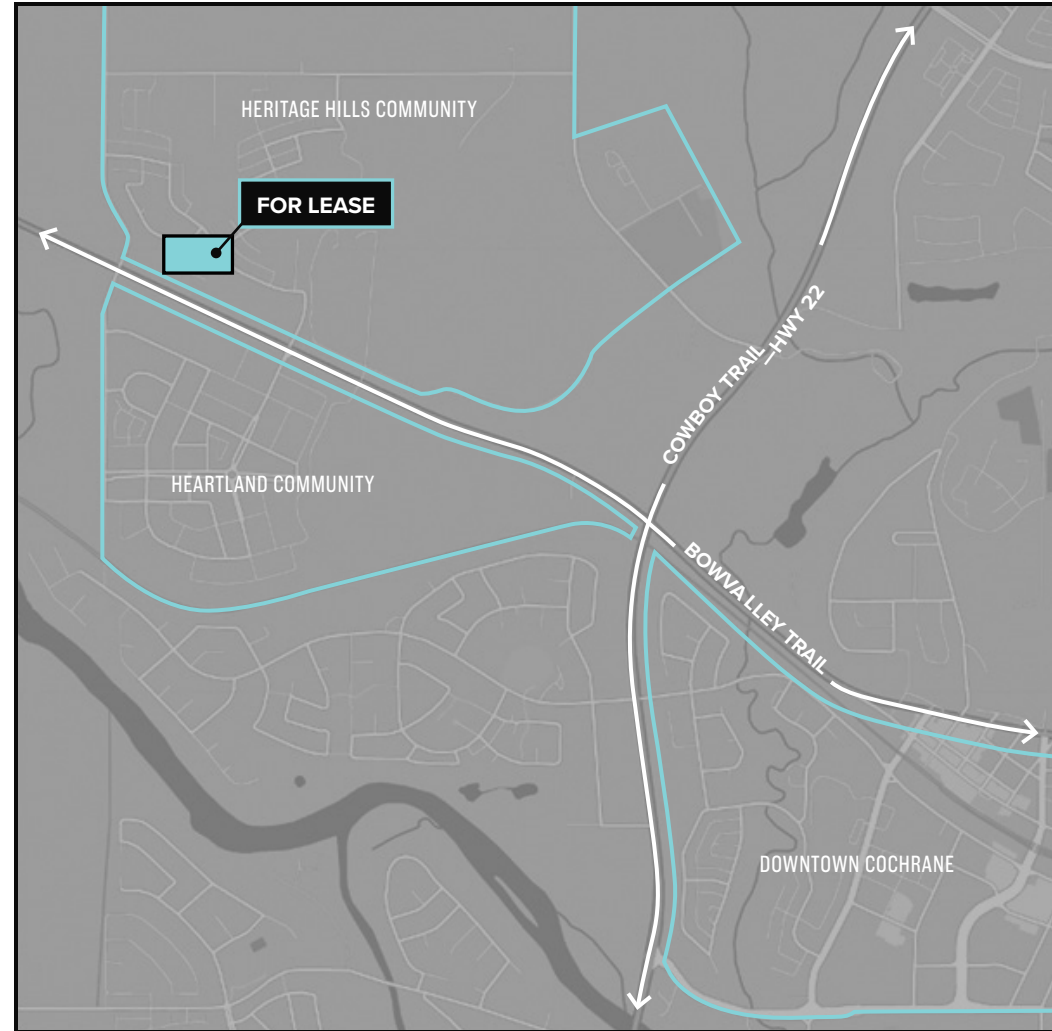 HERITAGE HILLS COMMUNITY
FOR LEASE
COWBOY TRAIL
—HWY 22
HEARTLAND COMMUNITY
BOWVALLEY TRAIL
DOWNTOWN COCHRANE